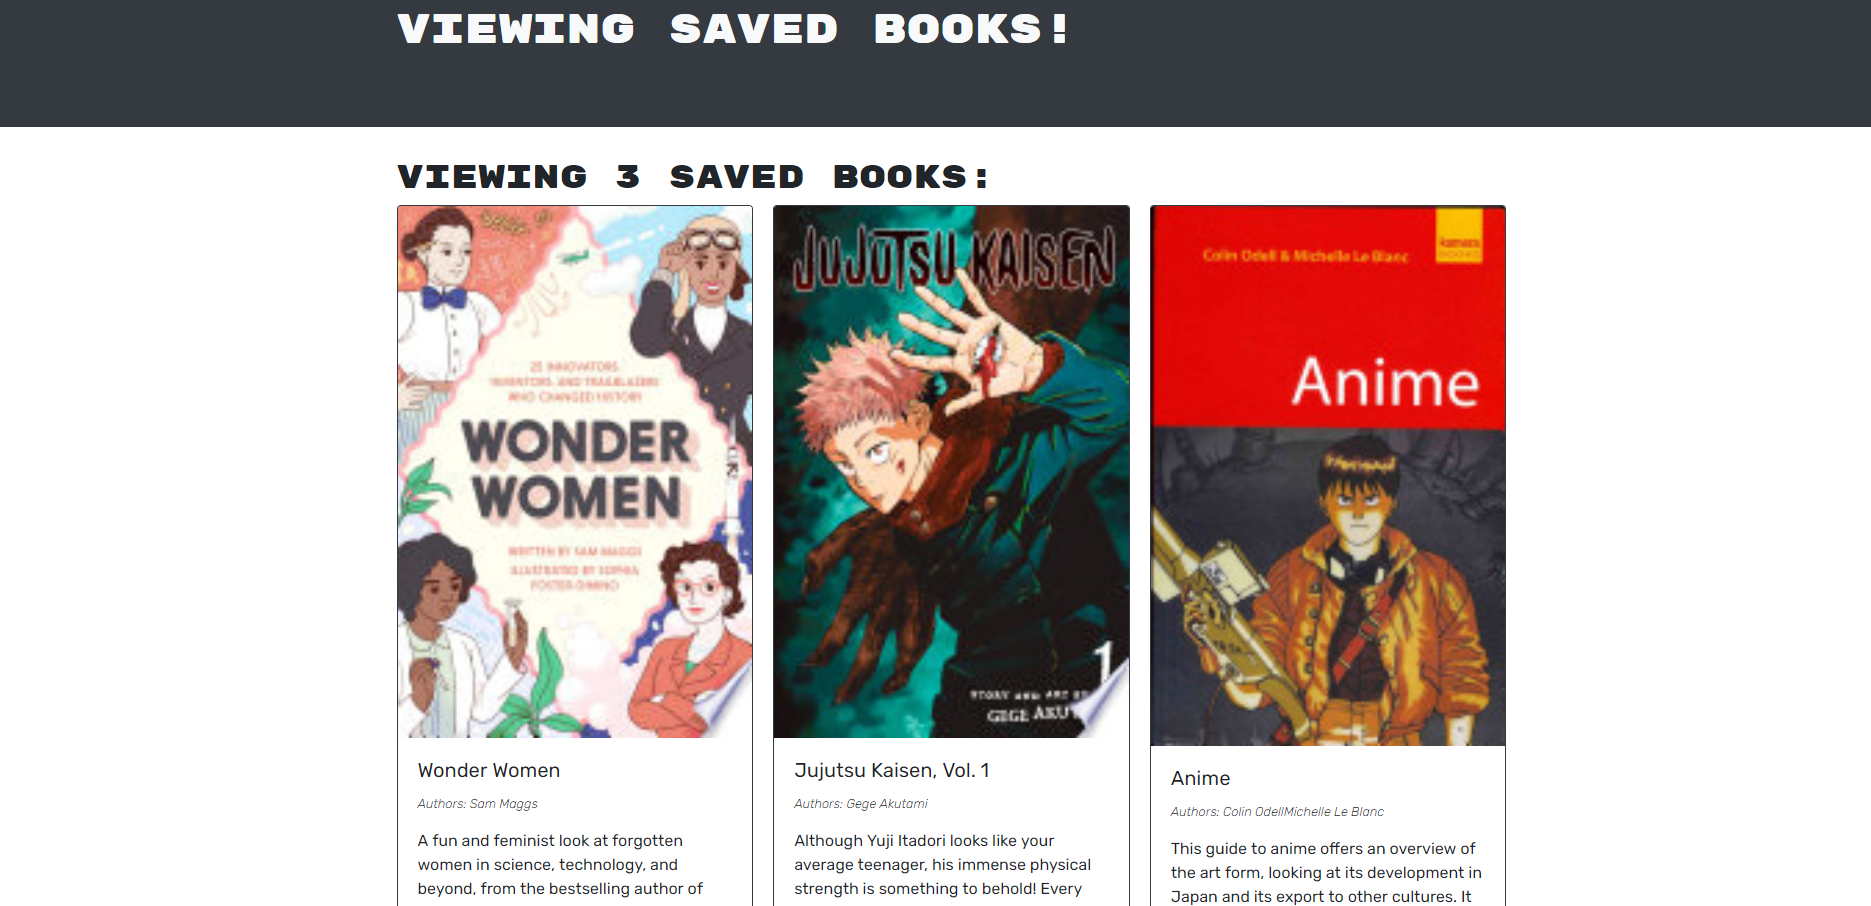 VIEWING SAVED BOOKS!
VIEWING 3 SAVED BOOKS:
25 INNOVATORS
INVENTORS, AND TRAILBLAZERS
WHO CHANGED HISTORY
WONDER
WOMEN
WRITTEN BY SAM MAGGS
ILLUSTRATED BY SOPHIA
FOSTER-DIMINO
Wonder Women
Authors: Sam Maggs
A fun and feminist look at forgotten
women in science, technology, and
beyond, from the bestselling author of
JUJUTSU KAISEN
1
STORY AND ART BY
GEGE AKU
Jujutsu Kaisen, Vol. 1
Authors: Gege Akutami
Although Yuji Itadori looks like your
average teenager, his immense physical
strength is something to behold! Every
kamera
BOOKS
Colin Odell & Michelle Le Blanc
Anime
Anime
Authors: Colin OdellMichelle Le Blanc
This guide to anime offers an overview of
the art form, looking at its development in
Japan and its export to other cultures. It